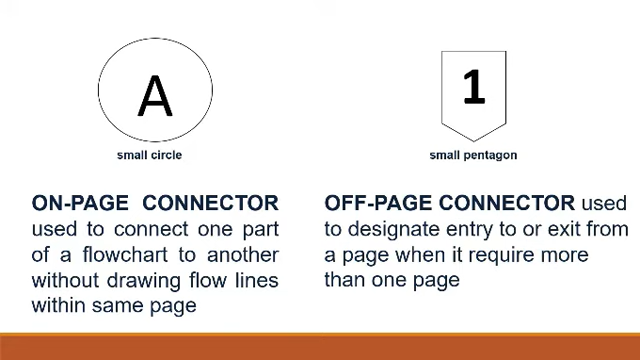 A
small circle
ON-PAGE CONNECTOR
used to connect one part
of a flowchart to another
without drawing flow lines
within same page
1
small pentagon
OFF-PAGE CONNECTOR used
to designate entry to or exit from
a page when it require more
than one page